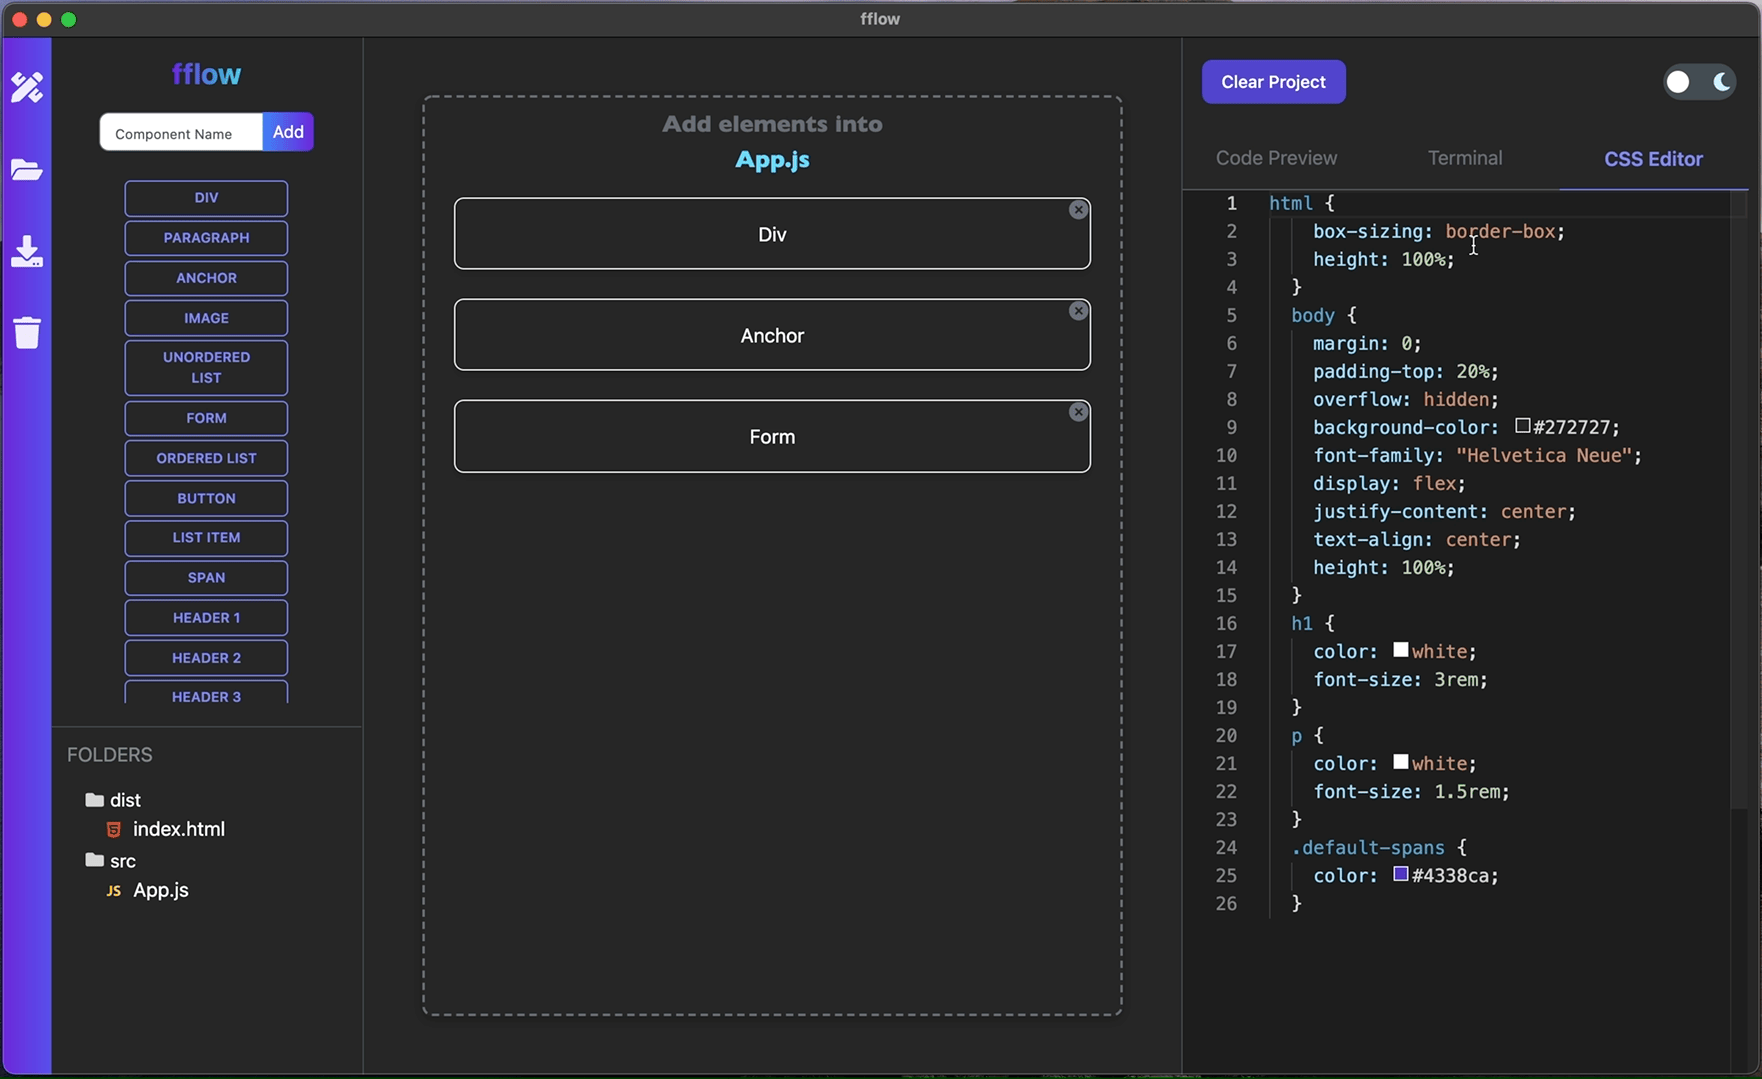 fflow
fflow
Component Name
Add
DIV
PARAGRAPH
ANCHOR
IMAGE
UNORDERED
LIST
FORM
ORDERED LIST
BUTTON
LIST ITEM
SPAN
HEADER 1
HEADER 2
HEADER 3
FOLDERS
dist
index.html
src
JS App.js
Add elements into
App.js
Div
Anchor
Form
Clear Project
Code Preview
Terminal
CSS Editor
1 html {
2 box-sizing: border-box;
3 height: 100%;
4 }
5 body {
6 margin: 0;
7 padding-top: 20%;
8 overflow: hidden;
9 background-color: #272727;
10 font-family: "Helvetica Neue";
11 display: flex;
12 justify-content: center;
13 text-align: center;
14 height: 100%;
15 }
16 h1 {
17 color: white;
18 font-size: 3rem;
19 }
20 p {
21 color: white;
22 font-size: 1.5rem;
23 }
24 .default-spans {
25 color: #4338ca;
26 }